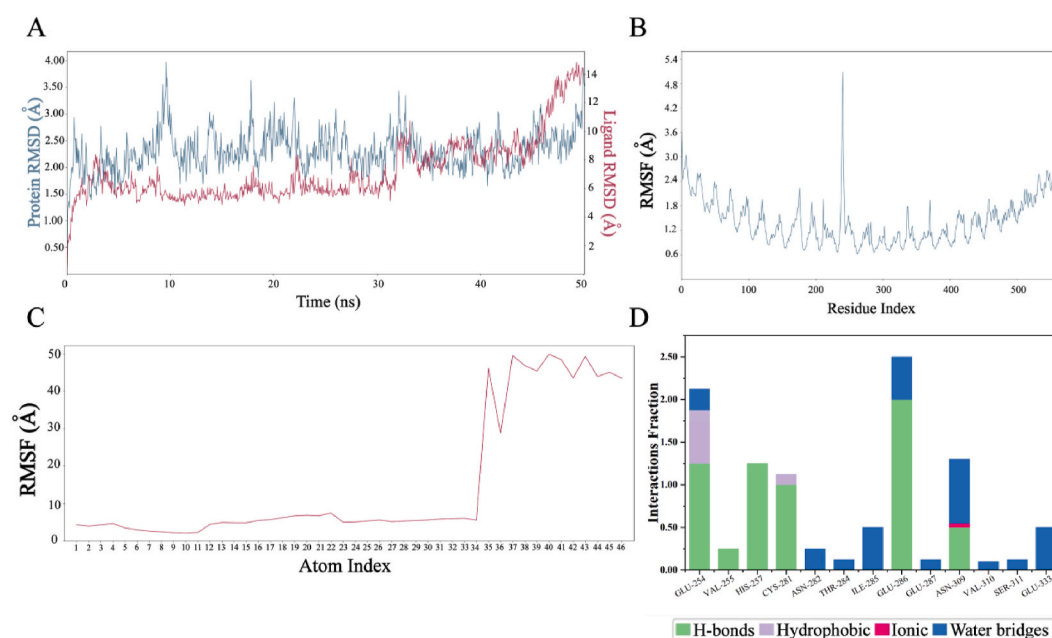 A
Protein RMSD (Å)
4.00
3.50
3.00
2.50
2.00
1.50
1.00
0.50
14
12
10
8
6
4
2
Ligand RMSD (Å)
0 10 20 30 40 50
Time (ns)
B
RMSF (Å)
5.4
4.8
4.2
3.6
3.0
2.4
1.8
1.2
0.6
0 100 200 300 400 500
Residue Index
C
RMSF (Å)
50
40
30
20
10
0
1 2 3 4 5 6 7 8 9 10 11 12 13 14 15 16 17 18 19 20 21 22 23 24 25 26 27 28 29 30 31 32 33 34 35 36 37 38 39 40 41 42 43 44 45 46
Atom Index
D
Interactions Fraction
2.50
2.00
1.50
1.00
0.50
0.00
GLU-254 VAL-255 HIS-257 CYS-281 ASN-282 THR-284 ILE-285 GLU-286 GLU-287 ASN-309 VAL-310 SER-311 GLU-333
H-bonds Hydrophobic Ionic Water bridges